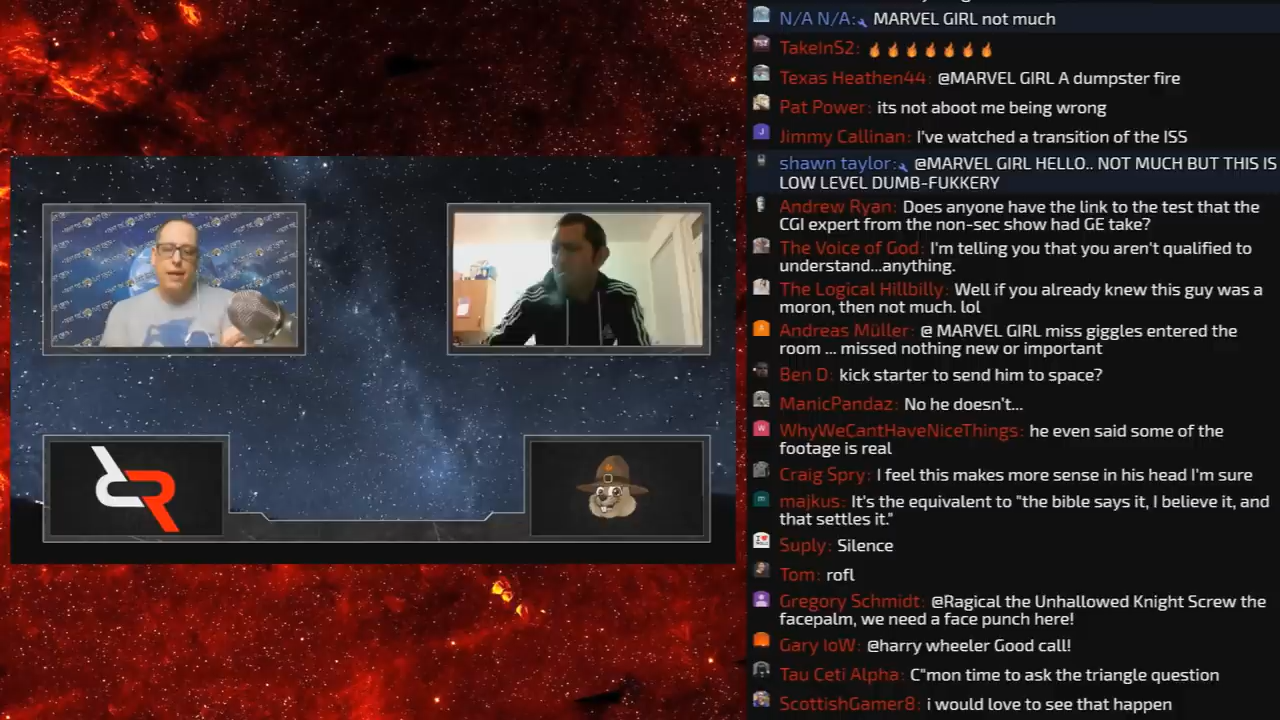 N/A N/A: MARVEL GIRL not much
TakeInS2: 🔥🔥🔥🔥🔥🔥🔥
Texas Heathen44: @MARVEL GIRL A dumpster fire
Pat Power: its not aboot me being wrong
Jimmy Callinan: I've watched a transition of the ISS
shawn taylor: @MARVEL GIRL HELLO.. NOT MUCH BUT THIS IS
LOW LEVEL DUMB-FUKKERY
Andrew Ryan: Does anyone have the link to the test that the
CGI expert from the non-sec show had GE take?
The Voice of God: I'm telling you that you aren't qualified to
understand...anything.
The Logical Hillbilly: Well if you already knew this guy was a
moron, then not much. lol
Andreas Müller: @ MARVEL GIRL miss giggles entered the
room ... missed nothing new or important
Ben D: kick starter to send him to space?
ManicPandaz: No he doesn't...
WhyWeCantHaveNiceThings: he even said some of the
footage is real
Craig Spry: I feel this makes more sense in his head I'm sure
majkus: It's the equivalent to "the bible says it, I believe it, and
that settles it."
Suply: Silence
Tom: rofl
Gregory Schmidt: @Ragical the Unhallowed Knight Screw the
facepalm, we need a face punch here!
Gary IoW: @harry wheeler Good call!
Tau Ceti Alpha: C"mon time to ask the triangle question
ScottishGamer8: i would love to see that happen